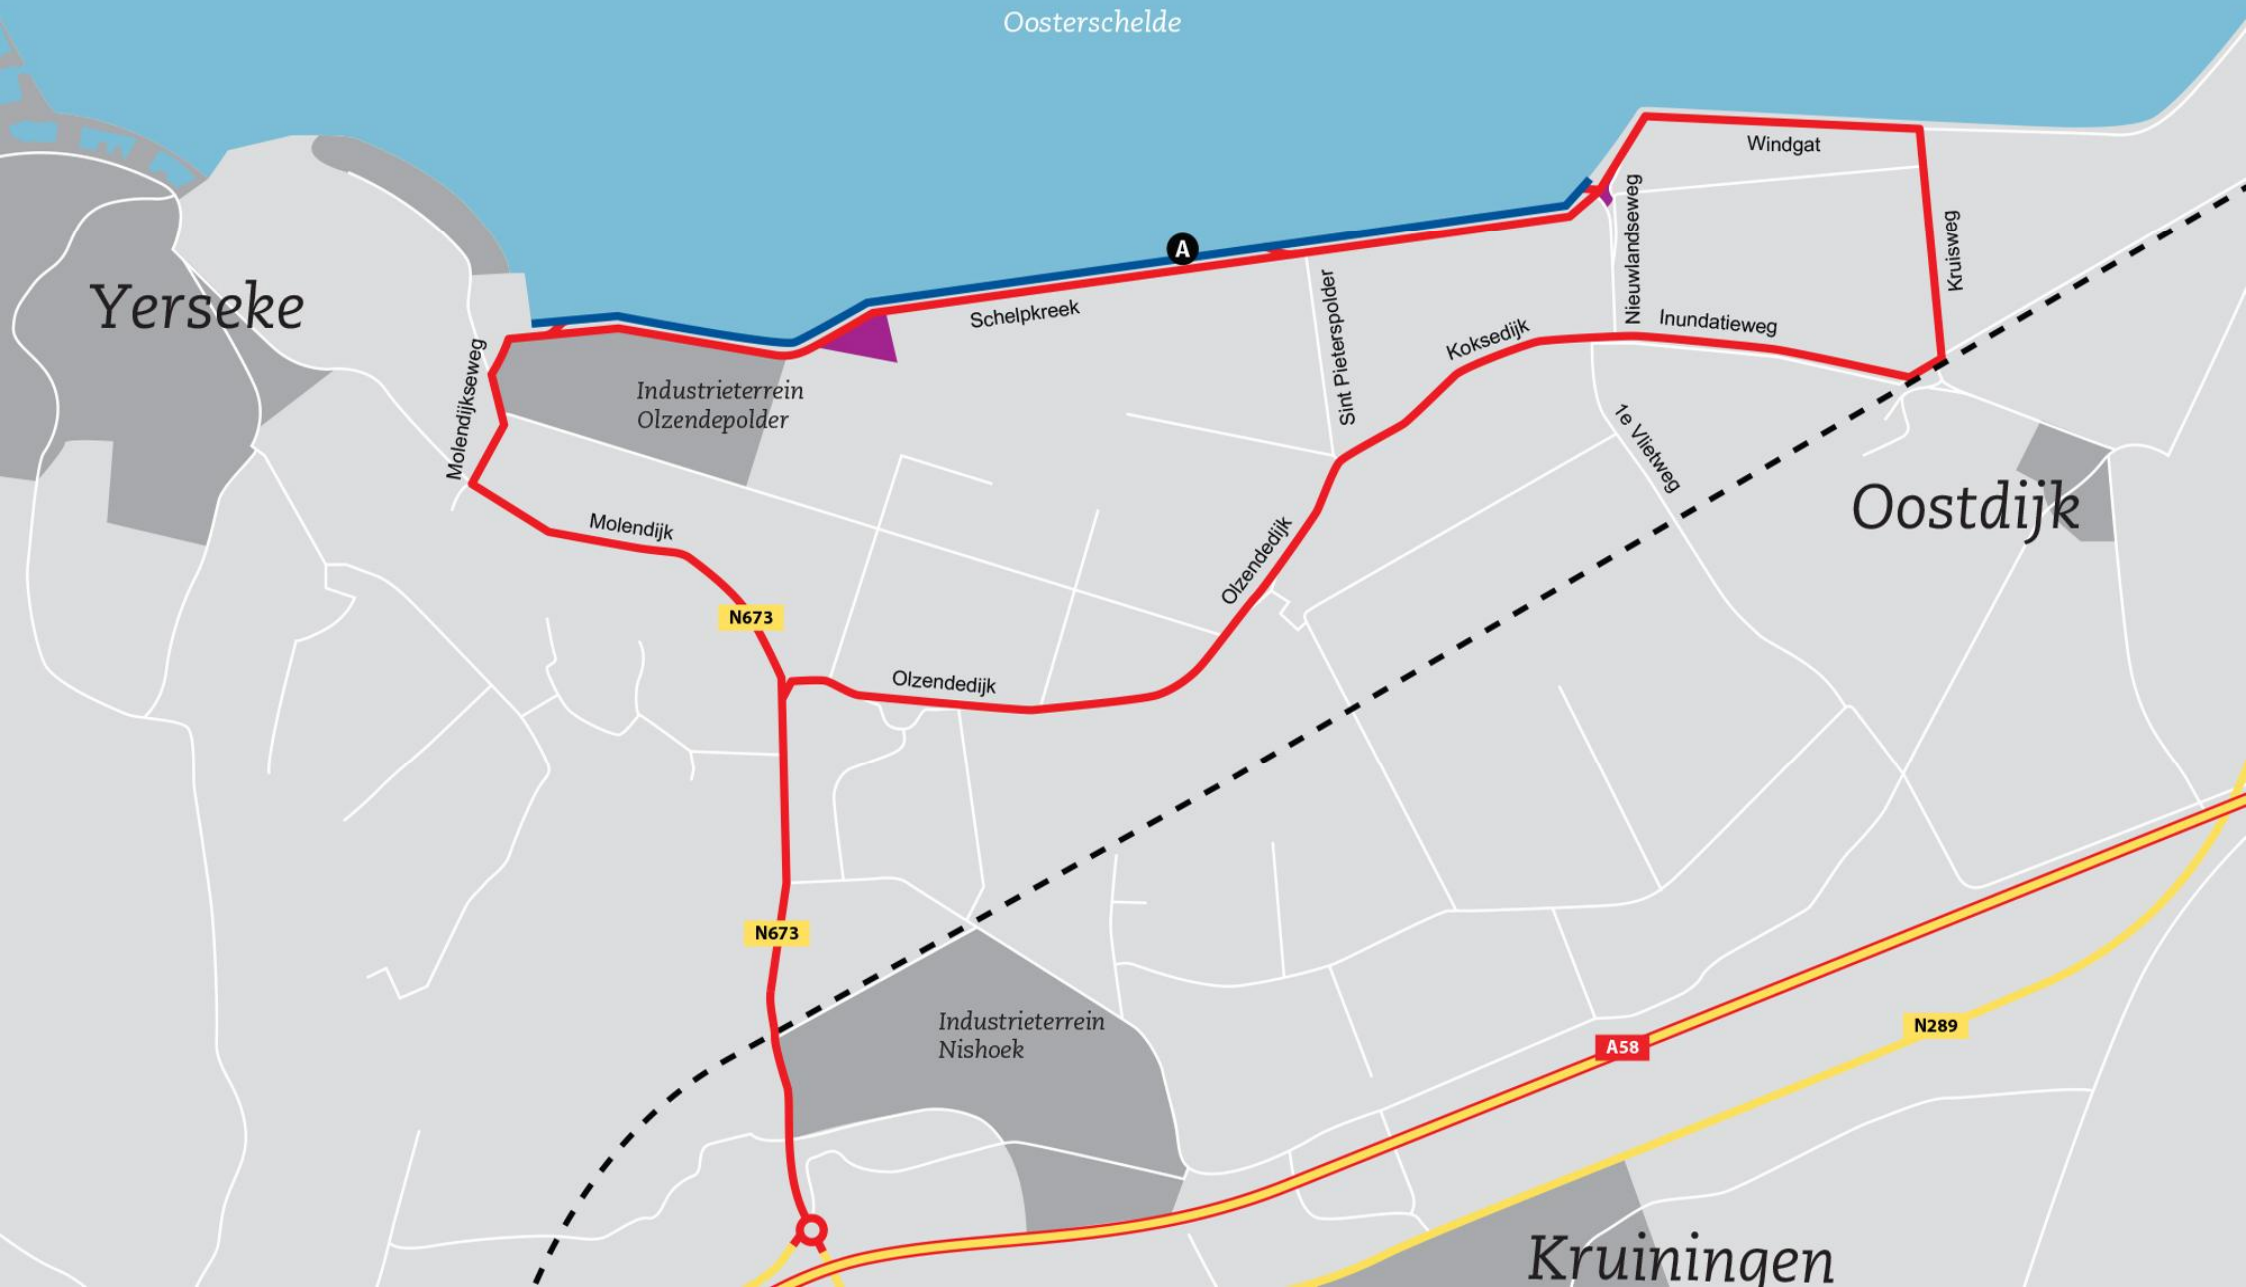 Oosterschelde
Windgat
Nieuwlandseweg
Kruisweg
A
Yerseke
Schelpkreek
Sint Pieterspolder
Koksedijk
Inundatieweg
Molendijkseweg
Industrieterrein
Olzendepolder
1e Vlietweg
Oostdijk
Molendijk
Olzendedijk
N673
Olzendedijk
N673
Industrieterrein
Nishoek
N289
A58
Kruiningen